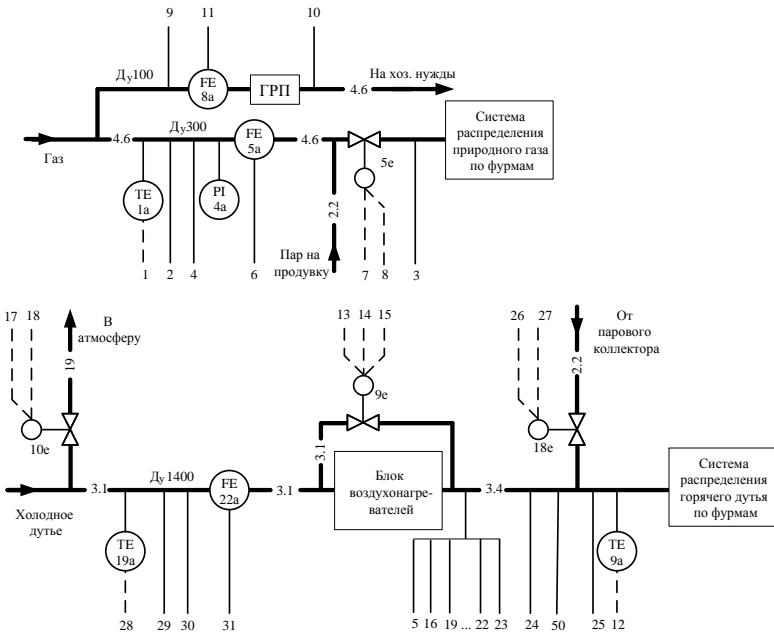 9 11 10
Ду100
FE
8а
ГРП
4.6
На хоз. нужды
Газ
4.6
Ду300
FE
5а
4.6
5е
Система
распределения
природного газа
по фурмам
TE
1а
PI
4а
2.2
Пар на
продувку
1 2 4 6 7 8 3
17 18
В
атмосферу
19
13 14 15
26 27
От
парового
коллектора
2.2
9е
10е
18е
3.1
3.1
Ду1400
FE
22а
3.1
Блок
воздухонагре-
вателей
3.4
Система
распределения
горячего дутья
по фурмам
Холодное
дутье
TE
19а
TE
9а
28 29 30 31 5 16 19 ... 22 23 24 50 25 12